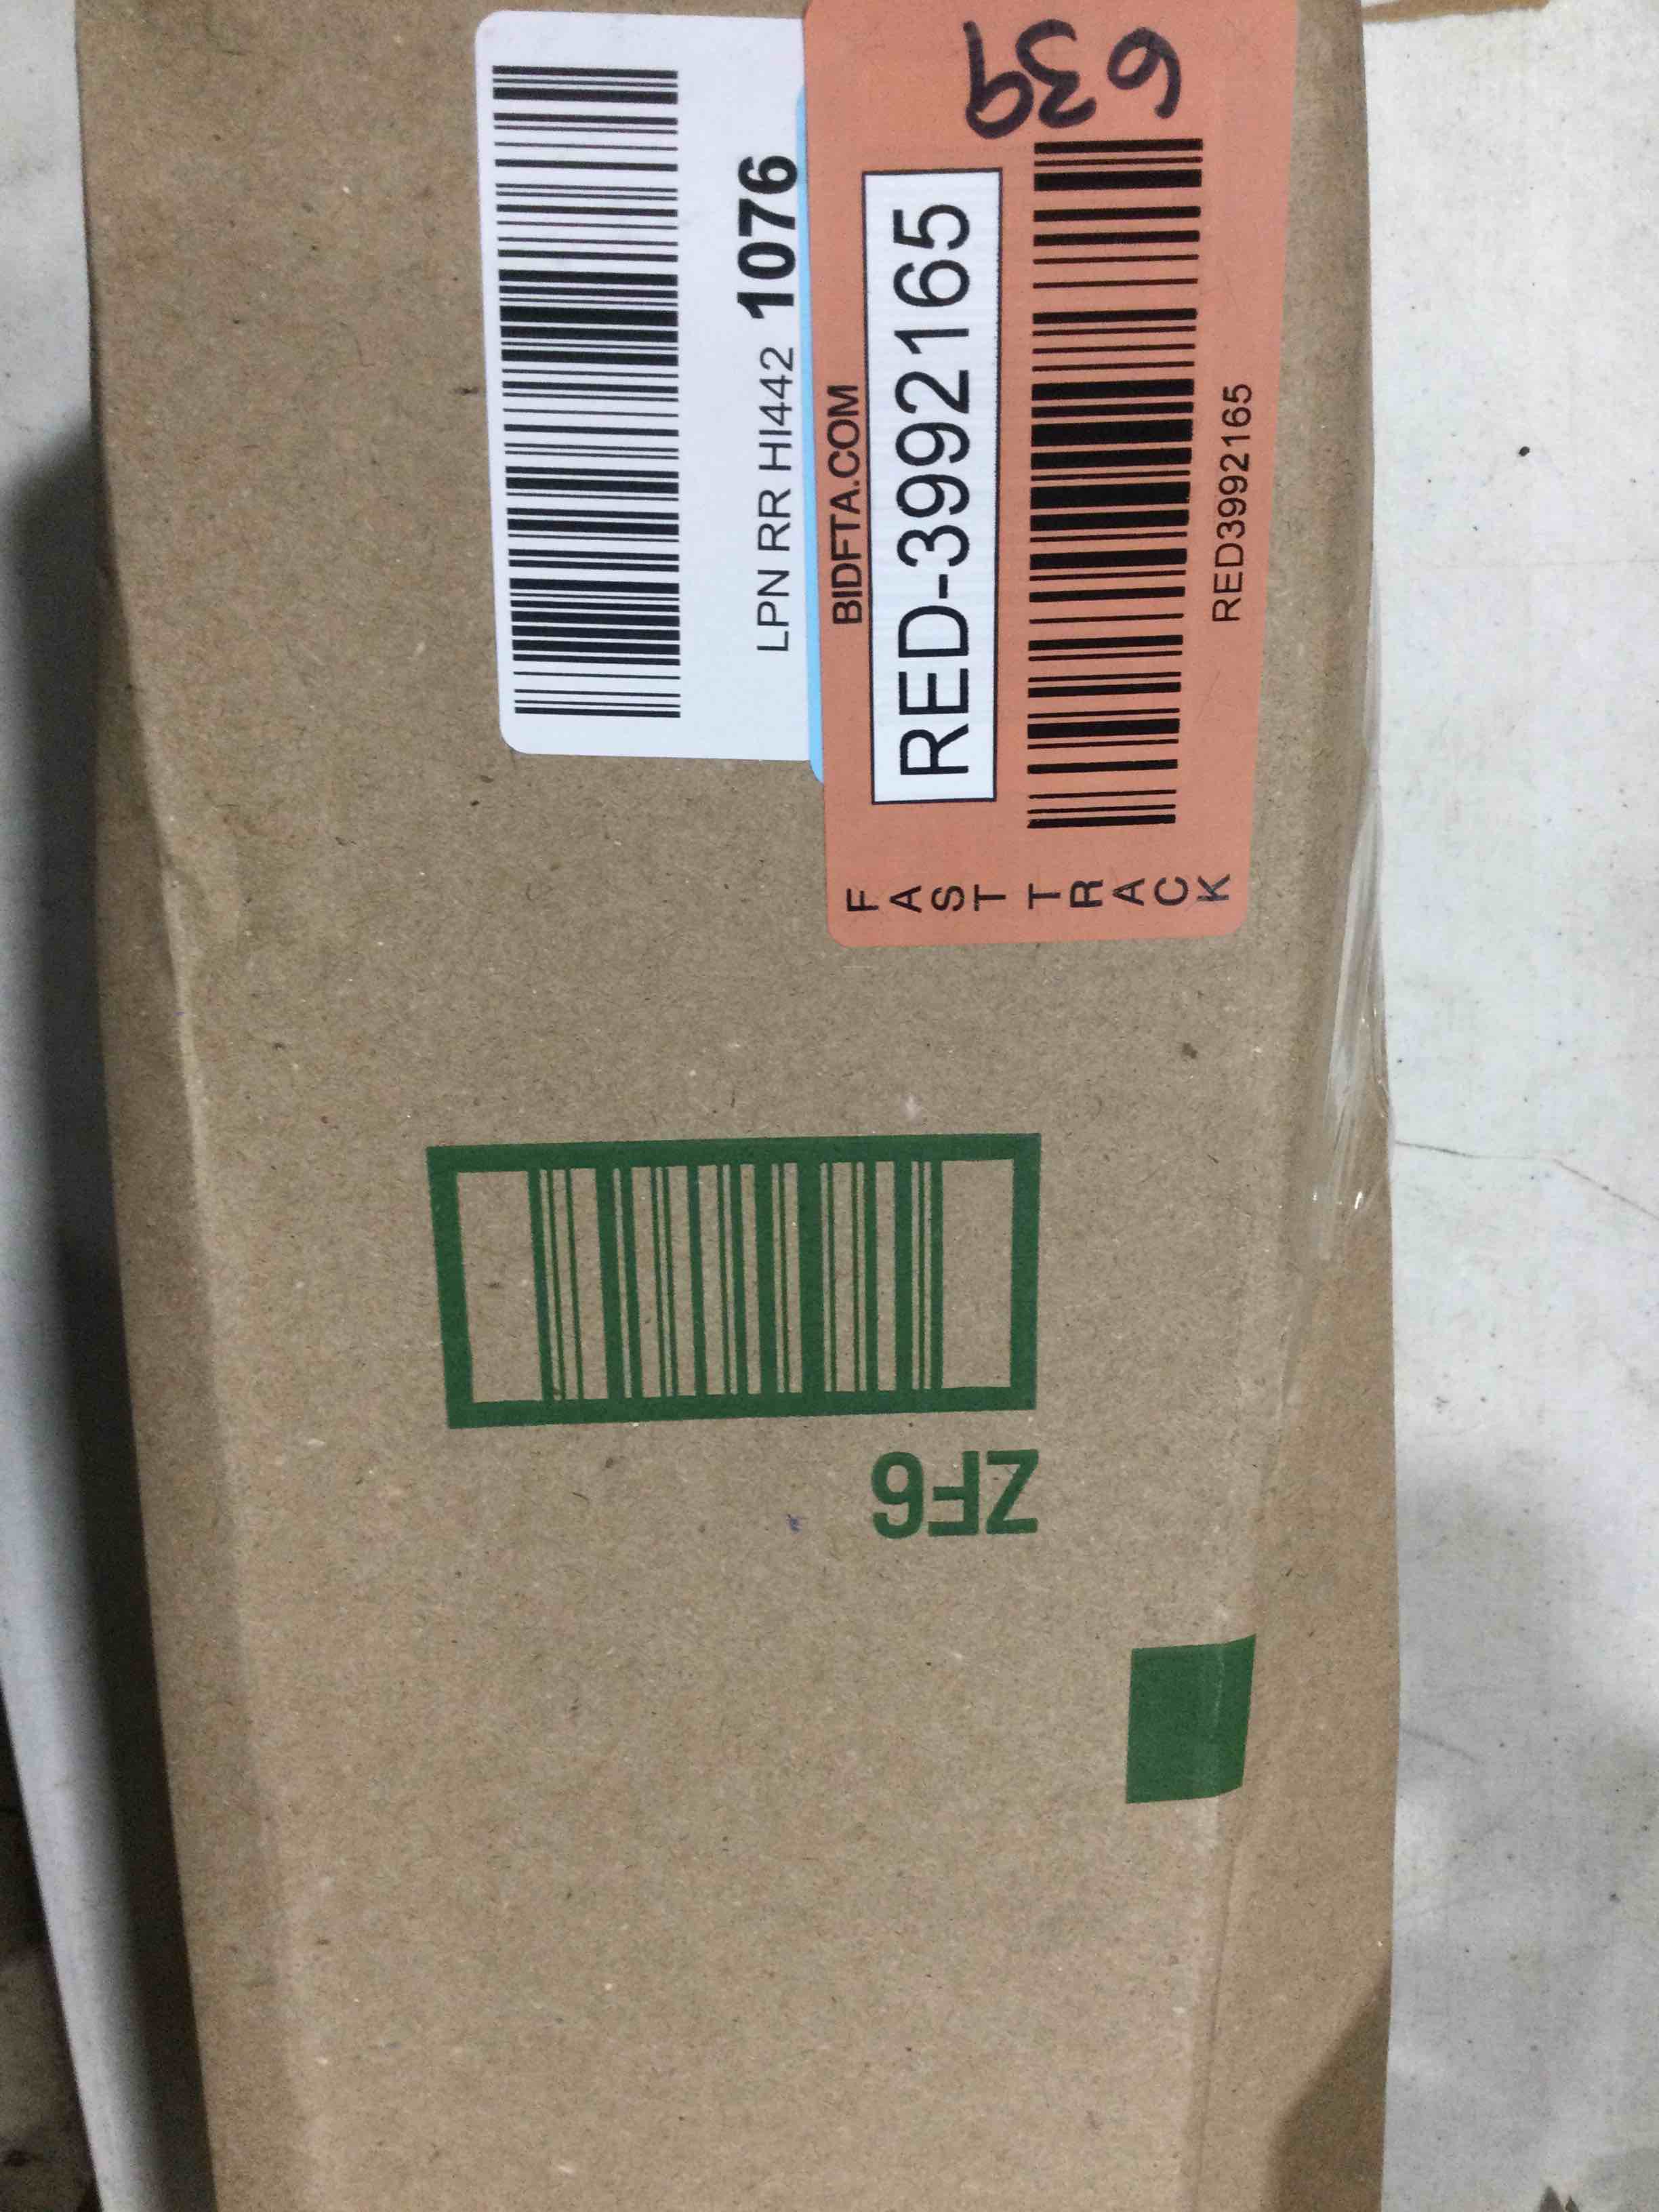 LPN RR HI442 1076
BIDFTA.COM
RED-3992165
RED3992165
FAST TRACK
639
ZF6